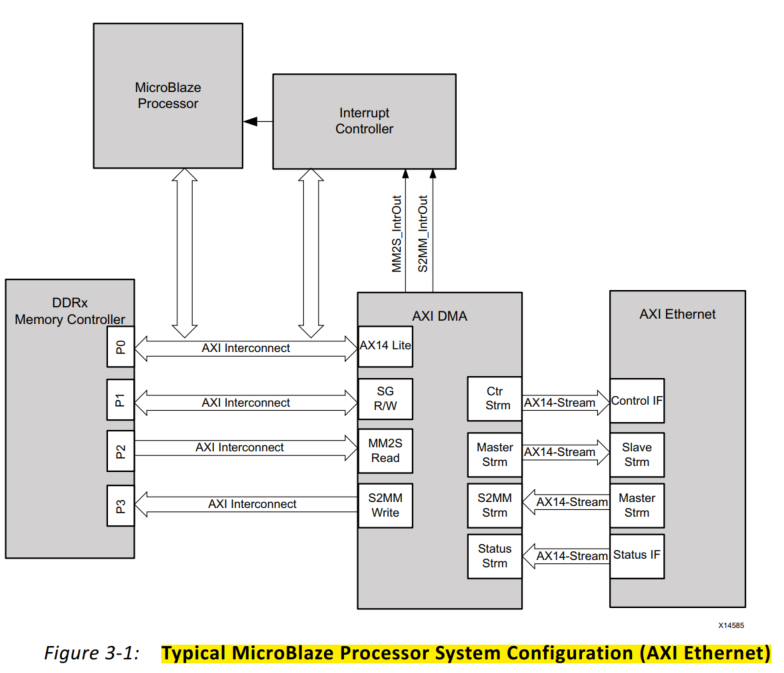 MicroBlaze
Processor
Interrupt
Controller
MM2S_IntrOut
S2MM_IntrOut
DDRx
Memory Controller
AXI DMA
AXI Ethernet
P0
AXI Interconnect
AX14 Lite
P1
AXI Interconnect
SG
R/W
Ctr
Strm
AX14-Stream
Control IF
P2
AXI Interconnect
MM2S
Read
Master
Strm
AX14-Stream
Slave
Strm
P3
AXI Interconnect
S2MM
Write
S2MM
Strm
AX14-Stream
Master
Strm
Status
Strm
AX14-Stream
Status IF
X14585
Figure 3-1: Typical MicroBlaze Processor System Configuration (AXI Ethernet)